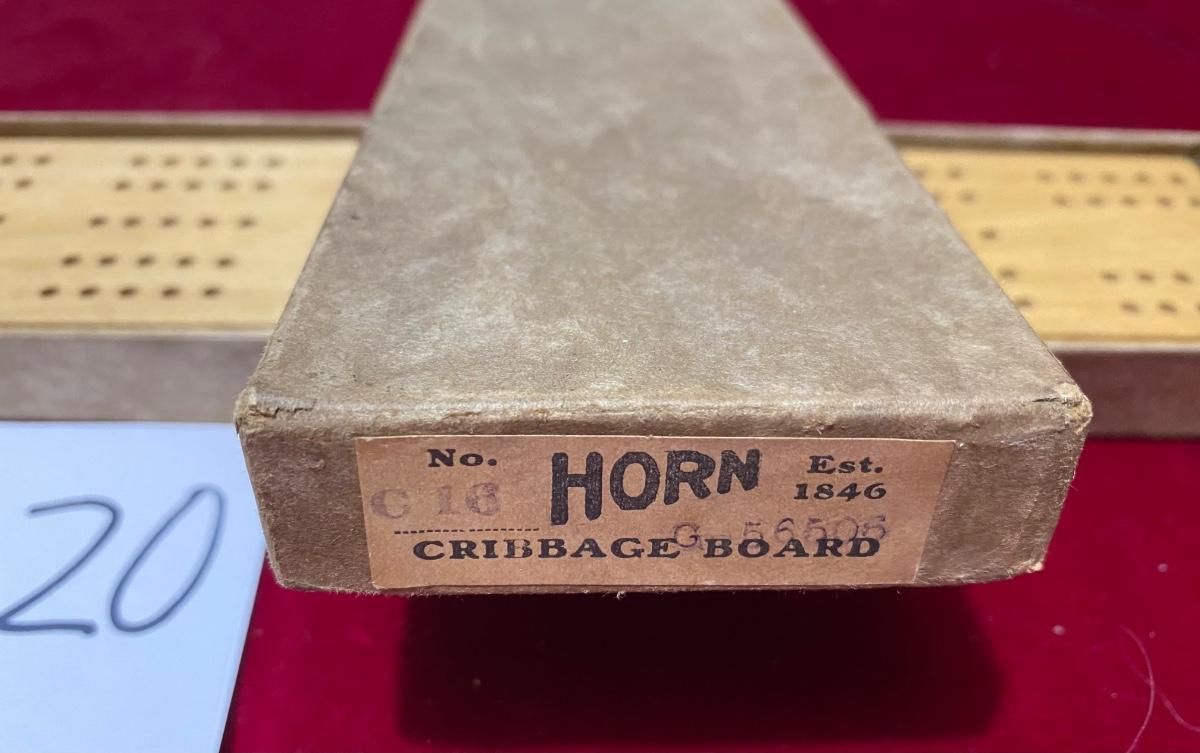 No. HORN Est.
C 16 1846
G 56506
CRIBBAGE BOARD
20